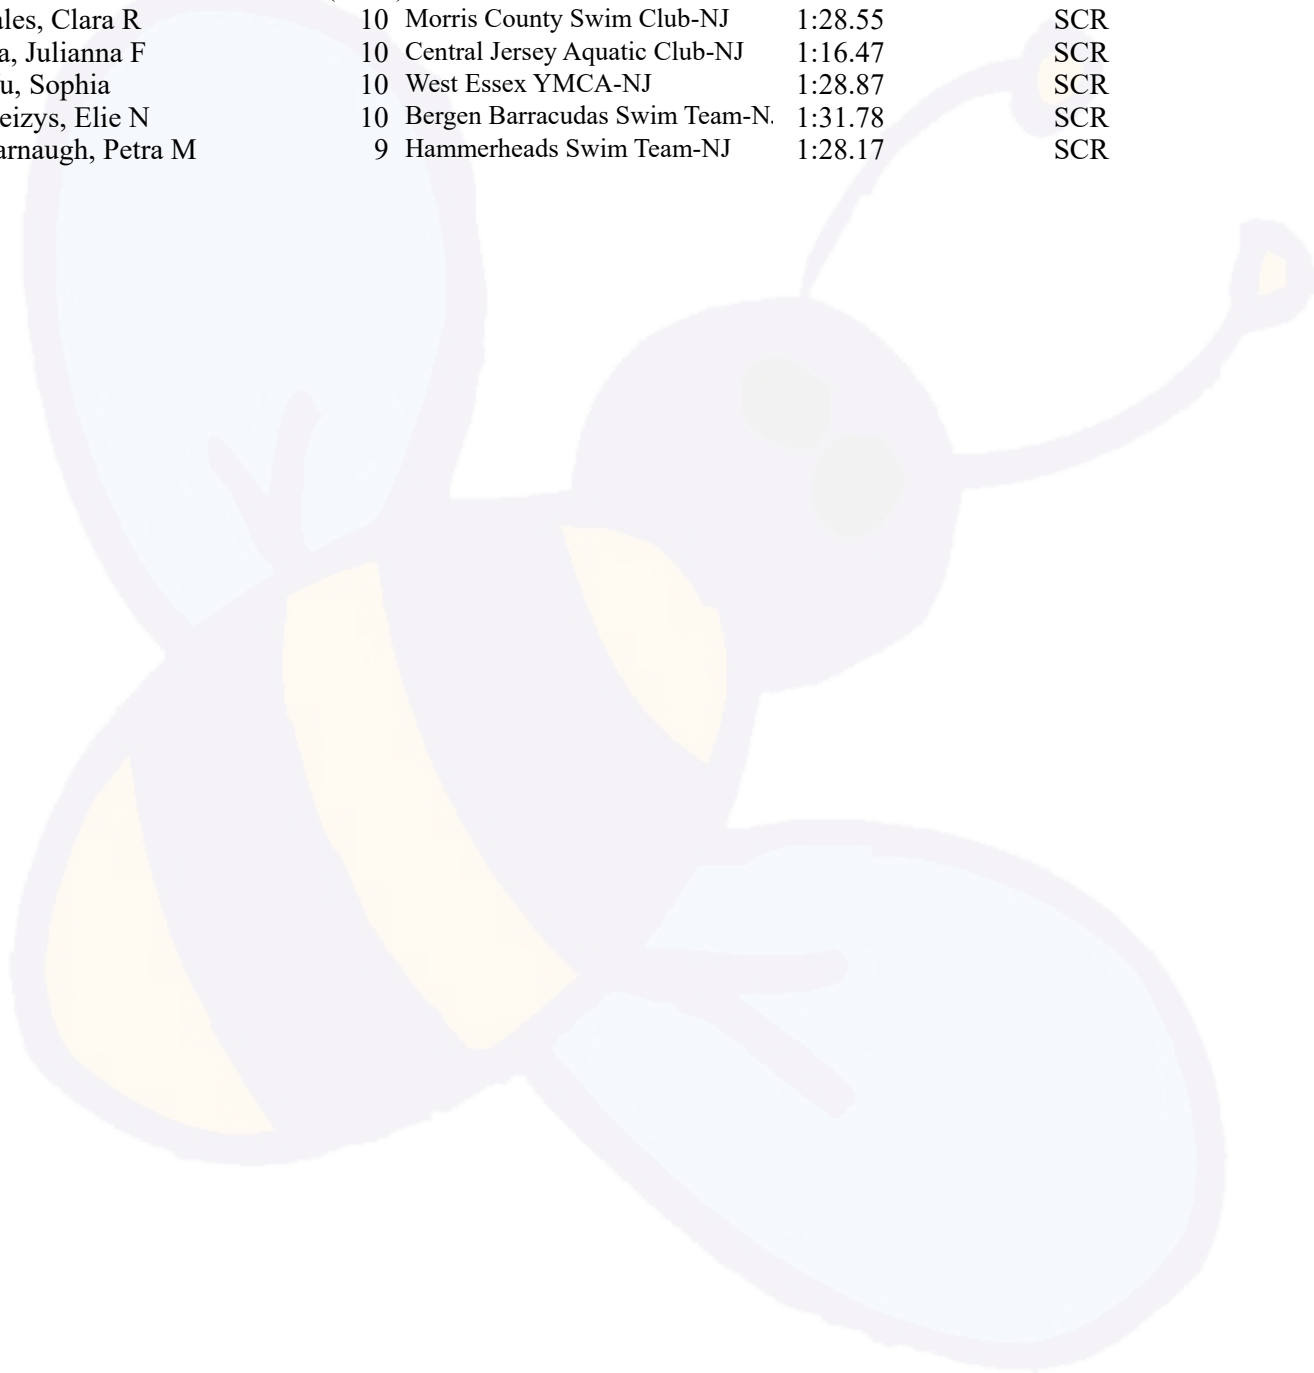 ales, Clara R 10 Morris County Swim Club-NJ 1:28.55 SCR
a, Julianna F 10 Central Jersey Aquatic Club-NJ 1:16.47 SCR
u, Sophia 10 West Essex YMCA-NJ 1:28.87 SCR
eizys, Elie N 10 Bergen Barracudas Swim Team-N. 1:31.78 SCR
arnaugh, Petra M 9 Hammerheads Swim Team-NJ 1:28.17 SCR